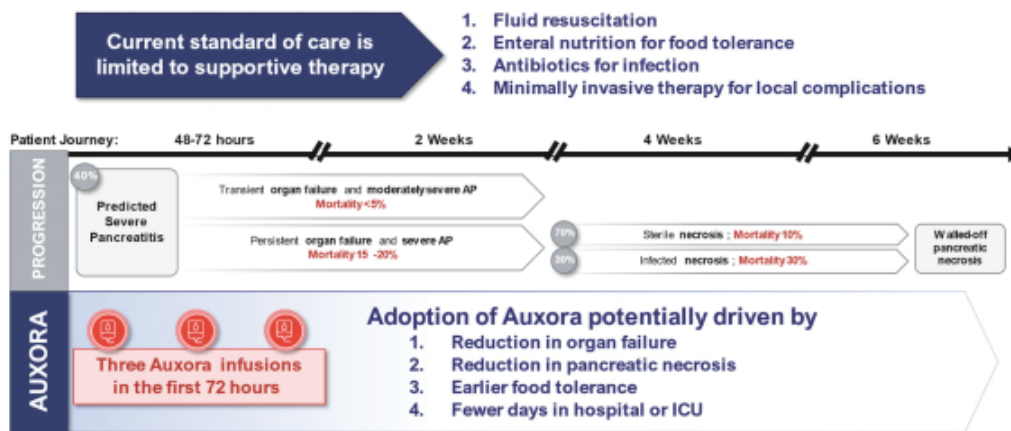 Current standard of care is
limited to supportive therapy
1. Fluid resuscitation
2. Enteral nutrition for food tolerance
3. Antibiotics for infection
4. Minimally invasive therapy for local complications
Patient Journey: 48-72 hours 2 Weeks 4 Weeks 6 Weeks
PROGRESSION
40%
Predicted
Severe
Pancreatitis
Transient organ failure and moderately severe AP
Mortality <5%
Persistent organ failure and severe AP
Mortality 15 -20%
70%
Sterile necrosis ; Mortality 10%
30%
Infected necrosis ; Mortality 30%
Walled-off
pancreatic
necrosis
AUXORA
Three Auxora infusions
in the first 72 hours
Adoption of Auxora potentially driven by
1. Reduction in organ failure
2. Reduction in pancreatic necrosis
3. Earlier food tolerance
4. Fewer days in hospital or ICU